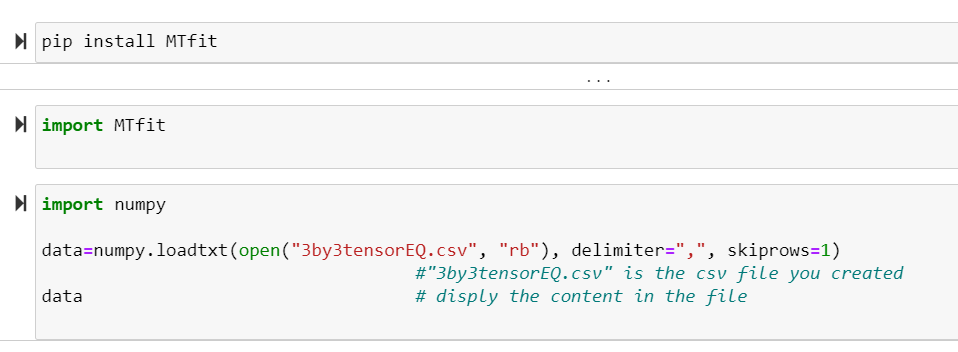 pip install MTfit
...
import MTfit
import numpy
data=numpy.loadtxt(open("3by3tensorEQ.csv", "rb"), delimiter=",", skiprows=1)
#"3by3tensorEQ.csv" is the csv file you created
data # disply the content in the file